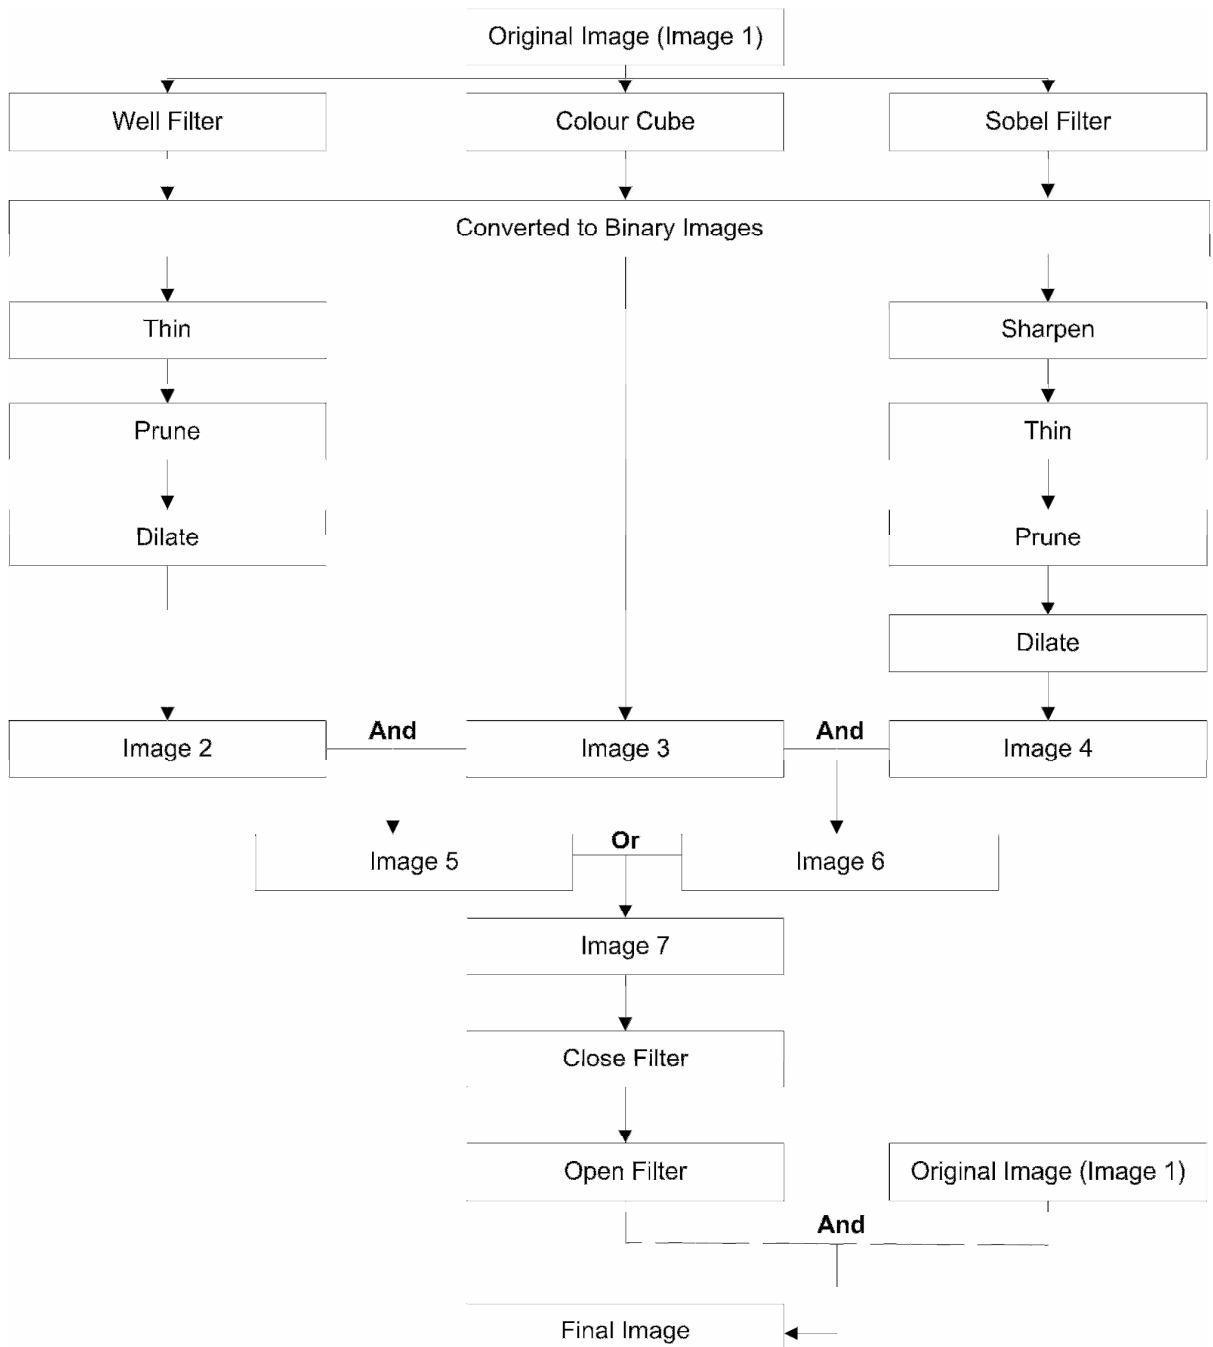 Original Image (Image 1)
Well Filter
Colour Cube
Sobel Filter
Converted to Binary Images
Thin
Sharpen
Prune
Thin
Dilate
Prune
Dilate
Image 2
And
Image 3
And
Image 4
Image 5
Or
Image 6
Image 7
Close Filter
Open Filter
Original Image (Image 1)
And
Final Image